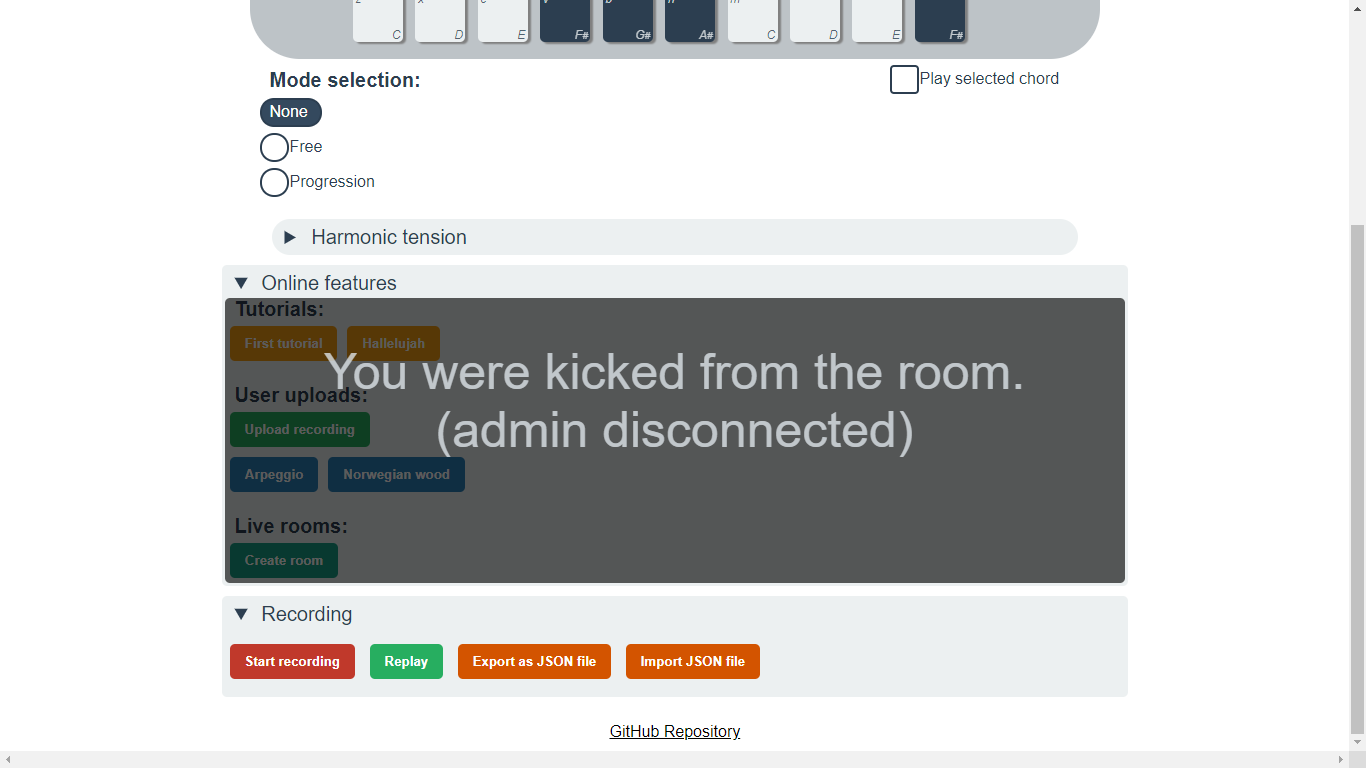 C D E F# G# A# C D E F#
Mode selection:
Play selected chord
None
Free
Progression
Harmonic tension
Online features
Tutorials:
First tutorial Hallelujah
You were kicked from the room.
(admin disconnected)
User uploads:
Upload recording
Arpeggio Norwegian wood
Live rooms:
Create room
Recording
Start recording Replay Export as JSON file Import JSON file
GitHub Repository